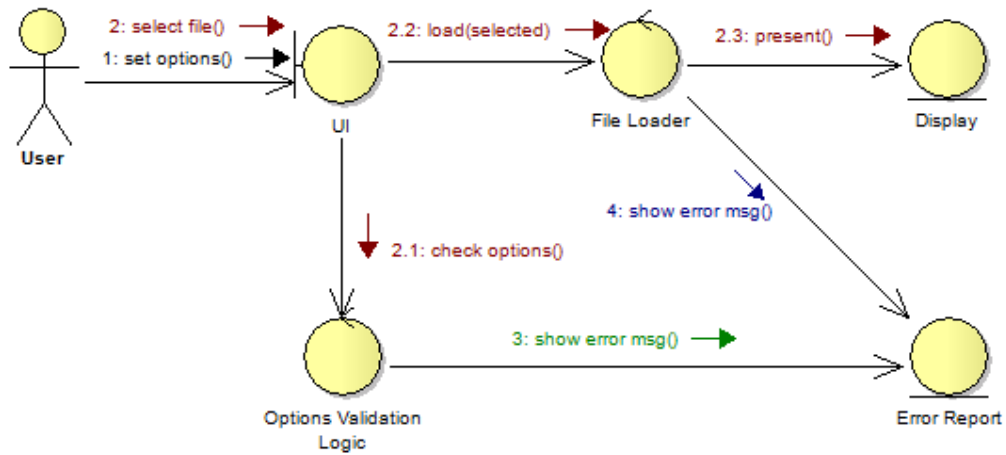 2: select file()
1: set options()
User
UI
2.2: load(selected)
File Loader
2.3: present()
Display
2.1: check options()
4: show error msg()
3: show error msg()
Options Validation
Logic
Error Report